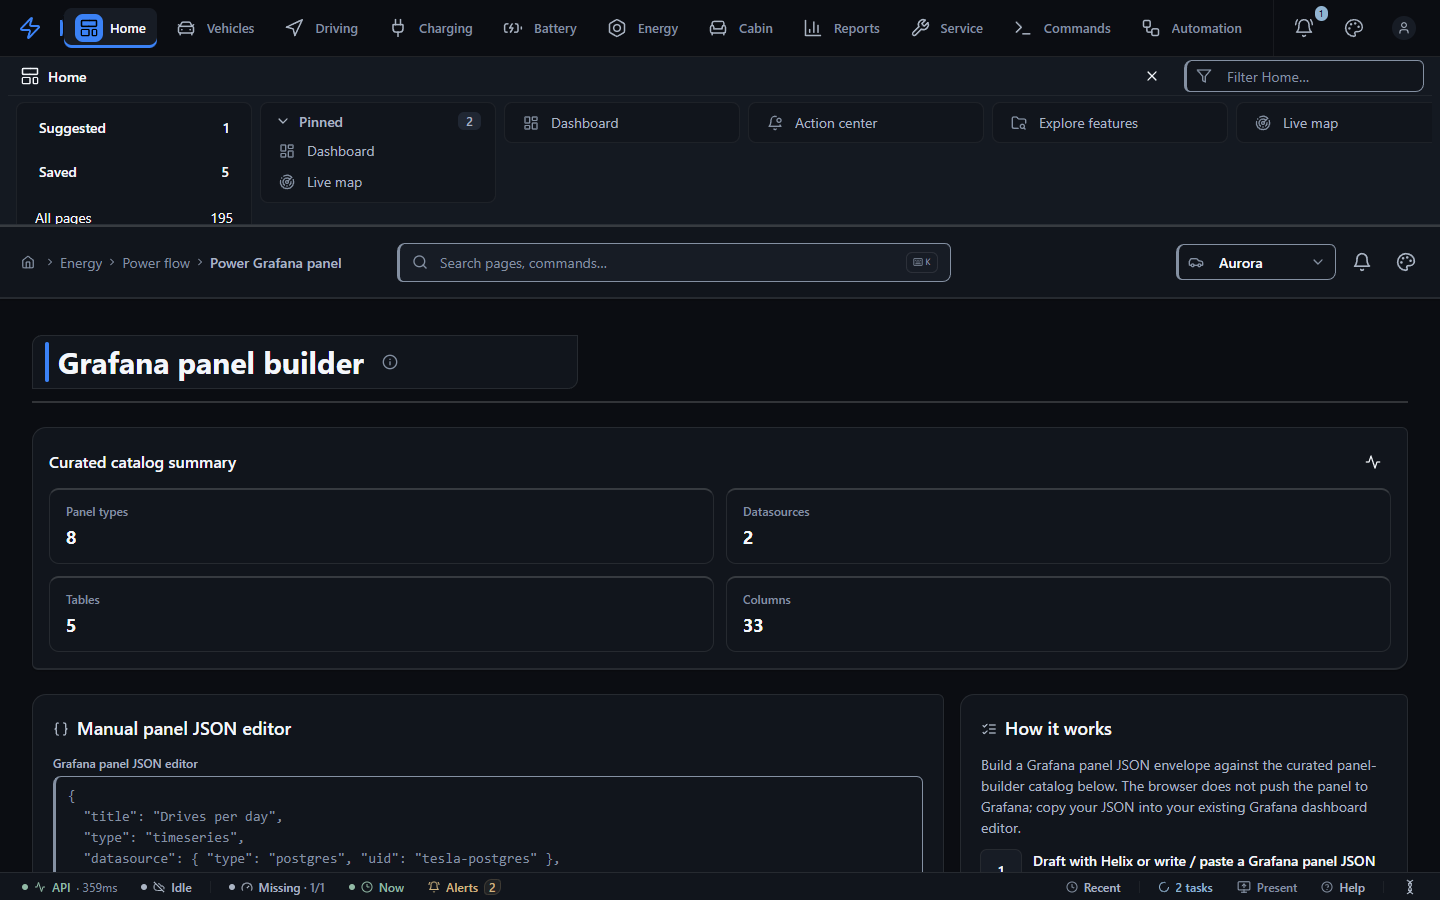 Home
Vehicles
Driving
Charging
Battery
Energy
Cabin
Reports
Service
Commands
Automation
1
Home
Filter Home...
Suggested 1
Saved 5
All pages 195
Pinned 2
Dashboard
Live map
Dashboard
Action center
Explore features
Live map
Energy > Power flow > Power Grafana panel
Search pages, commands...
K
Aurora
Grafana panel builder
Curated catalog summary
Panel types
8
Datasources
2
Tables
5
Columns
33
{} Manual panel JSON editor
Grafana panel JSON editor
{
"title": "Drives per day",
"type": "timeseries",
"datasource": { "type": "postgres", "uid": "tesla-postgres" },
How it works
Build a Grafana panel JSON envelope against the curated panel-
builder catalog below. The browser does not push the panel to
Grafana; copy your JSON into your existing Grafana dashboard
editor.
1
Draft with Helix or write / paste a Grafana panel JSON
API · 359ms
Idle
Missing · 1/1
Now
Alerts 2
Recent
2 tasks
Present
Help